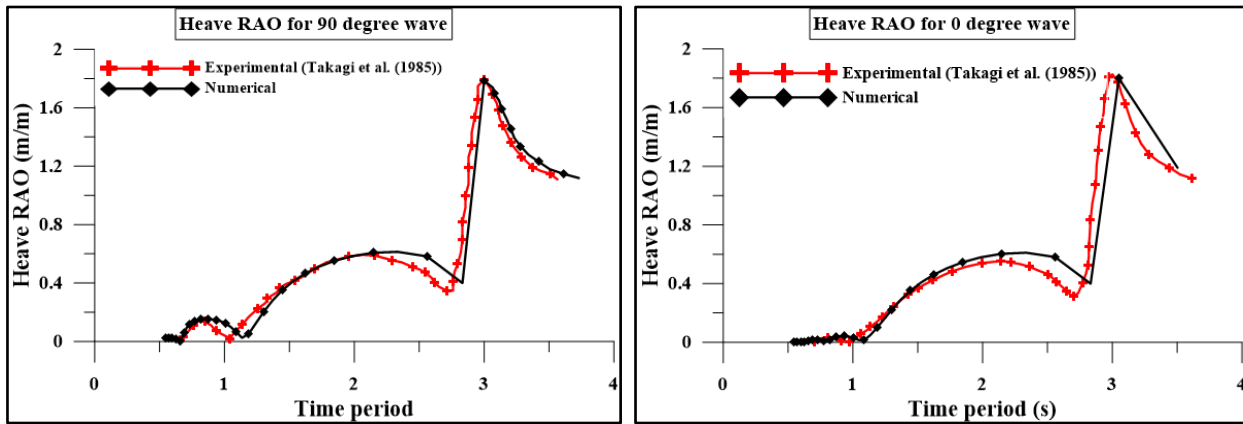 Heave RAO for 90 degree wave
2
Experimental (Takagi et al. (1985))
Numerical
1.6
1.2
0.8
0.4
0
Heave RAO (m/m)
0 1 2 3 4
Time period
Heave RAO for 0 degree wave
2
Experimental (Takagi et al. (1985))
Numerical
1.6
1.2
0.8
0.4
0
Heave RAO (m/m)
0 1 2 3 4
Time period (s)